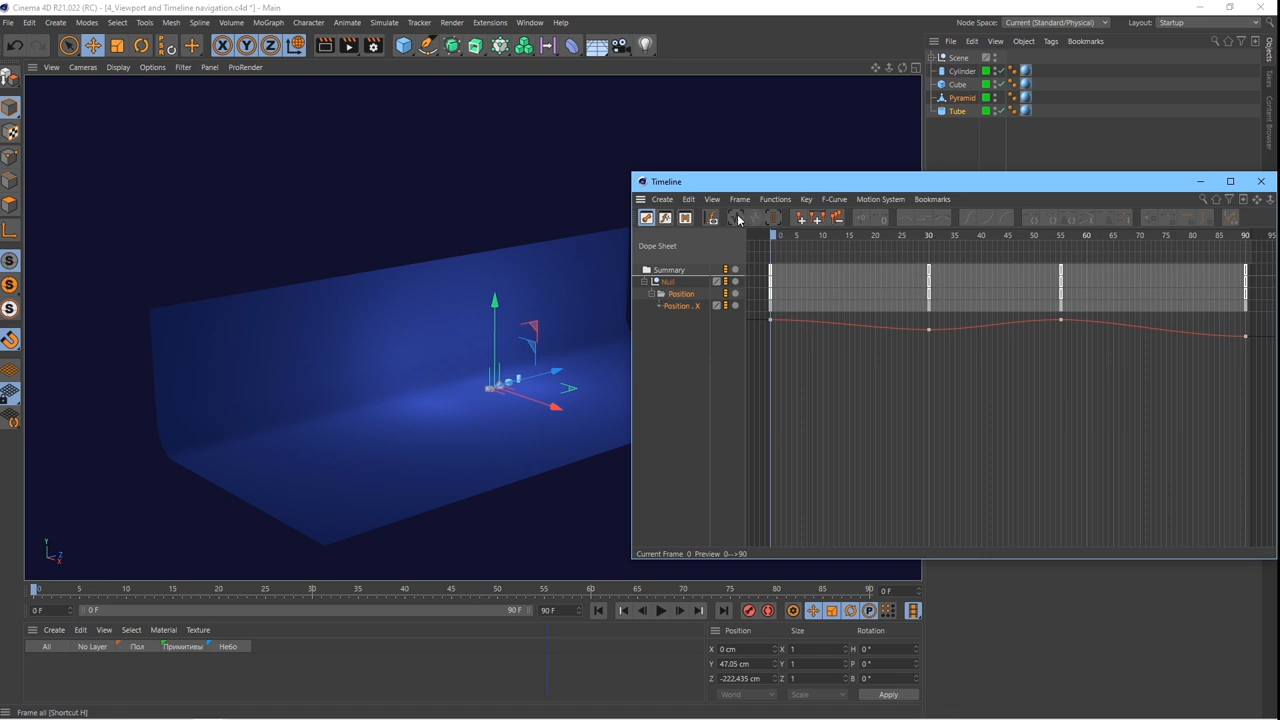 Cinema 4D R21.022 (RC) - [4_Viewport and Timeline navigation.c4d *] - Main
File Edit Create Modes Select Tools Mesh Spline Volume MoGraph Character Animate Simulate Tracker Render Extensions Window Help Node Space: Current (Standard/Physical) Layout: Startup
X Y Z
File Edit View Object Tags Bookmarks
View Cameras Display Options Filter Panel ProRender
Scene
Cylinder
Cube
Pyramid
Tube
Objects
Takes
Content Browser
Timeline
Create Edit View Frame Functions Key F-Curve Motion System Bookmarks
0 5 10 15 20 25 30 35 40 45 50 55 60 65 70 75 80 85 90 95
Dope Sheet
Summary
Null
Position
Position . X
Current Frame 0 Preview 0-->90
Y
Z
X
0 5 10 15 20 25 30 35 40 45 50 55 60 65 70 75 80 85 90 0 F
0 F 0 F 90 F 90 F
Create Edit View Select Material Texture
All No Layer Пол Примитивы Небо
Position Size Rotation
X 0 cm X 1 H 0 °
Y 47.05 cm Y 1 P 0 °
Z -222.435 cm Z 1 B 0 °
World Scale Apply
Frame all [Shortcut H]